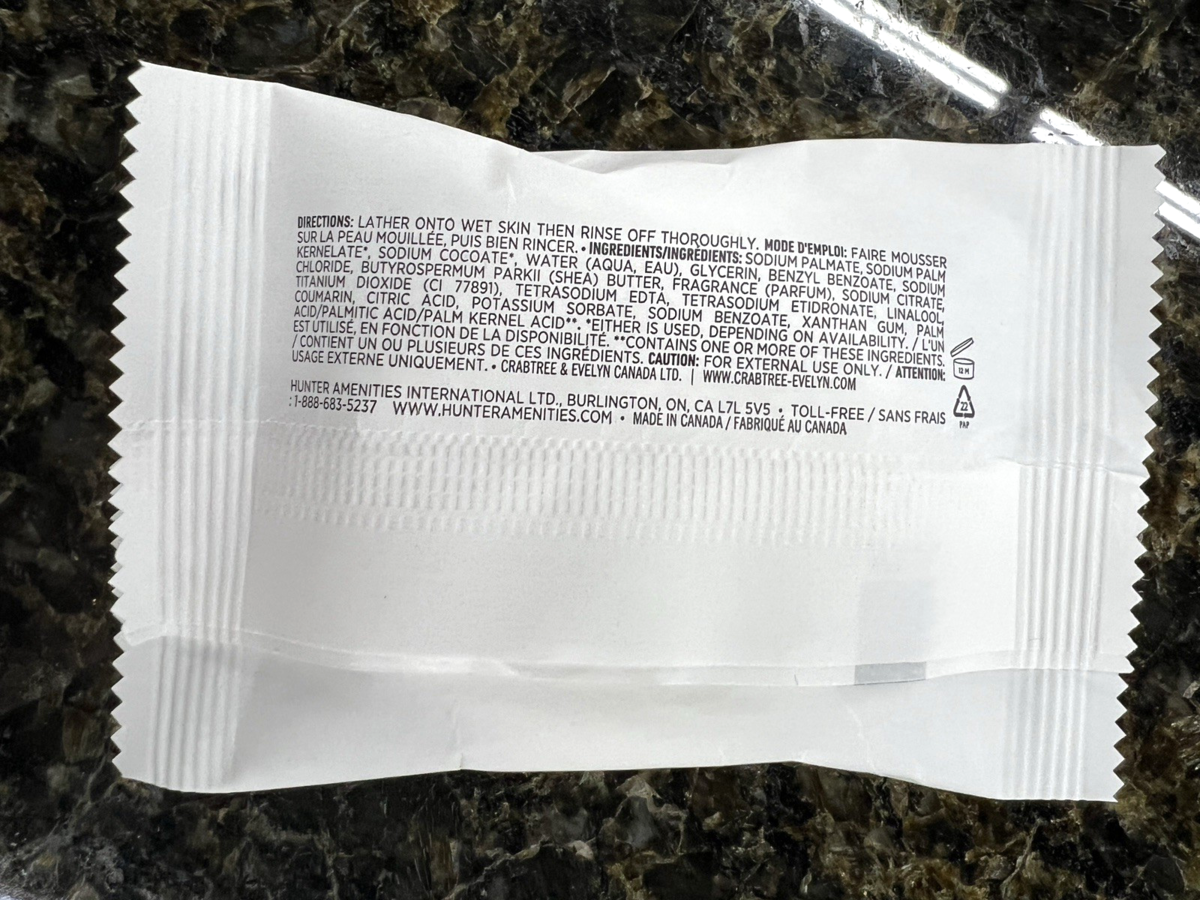 DIRECTIONS: LATHER ONTO WET SKIN THEN RINSE OFF THOROUGHLY. MODE D'EMPLOI: FAIRE MOUSSER
SUR LA PEAU MOUILLÉE, PUIS BIEN RINCER. • INGREDIENTS/INGRÉDIENTS: SODIUM PALMATE, SODIUM PALM
KERNELATE*, SODIUM COCOATE*, WATER (AQUA, EAU), GLYCERIN, BENZYL BENZOATE, SODIUM
CHLORIDE, BUTYROSPERMUM PARKII (SHEA) BUTTER, FRAGRANCE (PARFUM), SODIUM CITRATE,
TITANIUM DIOXIDE (CI 77891), TETRASODIUM EDTA, TETRASODIUM ETIDRONATE, LINALOOL,
COUMARIN, CITRIC ACID, POTASSIUM SORBATE, SODIUM BENZOATE, XANTHAN GUM, PALM
ACID/PALMITIC ACID/PALM KERNEL ACID**. *EITHER IS USED, DEPENDING ON AVAILABILITY. / L'UN
EST UTILISÉ, EN FONCTION DE LA DISPONIBILITÉ. **CONTAINS ONE OR MORE OF THESE INGREDIENTS.
/ CONTIENT UN OU PLUSIEURS DE CES INGRÉDIENTS. CAUTION: FOR EXTERNAL USE ONLY. / ATTENTION:
USAGE EXTERNE UNIQUEMENT. • CRABTREE & EVELYN CANADA LTD. | WWW.CRABTREE-EVELYN.COM
12 M
HUNTER AMENITIES INTERNATIONAL LTD., BURLINGTON, ON, CA L7L 5V5 • TOLL-FREE / SANS FRAIS
: 1-888-683-5237 WWW.HUNTERAMENITIES.COM • MADE IN CANADA / FABRIQUÉ AU CANADA
22
PAP